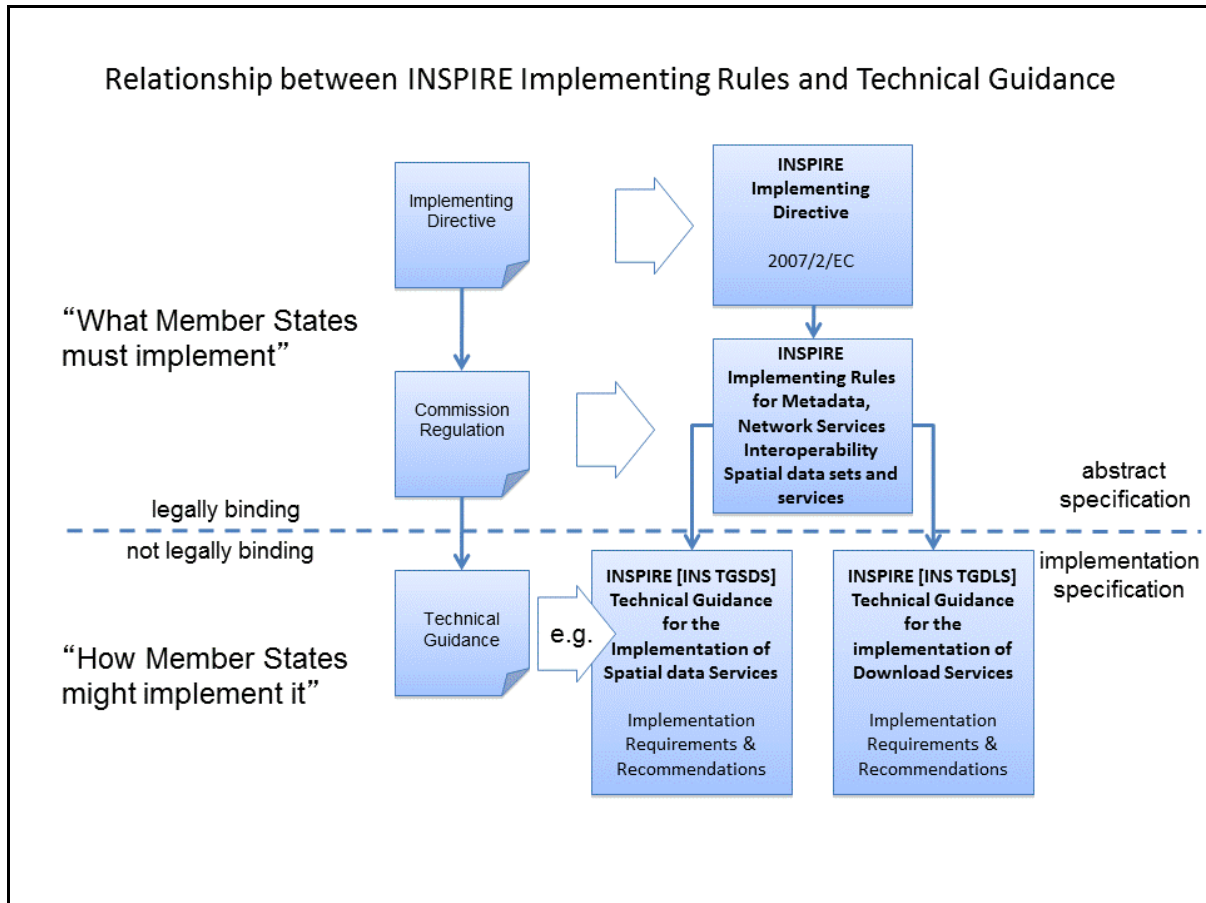 Relationship between INSPIRE Implementing Rules and Technical Guidance
Implementing
Directive
INSPIRE
Implementing
Directive
2007/2/EC
“What Member States
must implement”
Commission
Regulation
INSPIRE
Implementing Rules
for Metadata,
Network Services
Interoperability
Spatial data sets and
services
abstract
specification
legally binding
not legally binding
implementation
specification
Technical
Guidance
e.g.
INSPIRE [INS TGSDS]
Technical Guidance
for the
Implementation of
Spatial data Services
Implementation
Requirements &
Recommendations
INSPIRE [INS TGDLS]
Technical Guidance
for the
implementation of
Download Services
Implementation
Requirements &
Recommendations
“How Member States
might implement it”